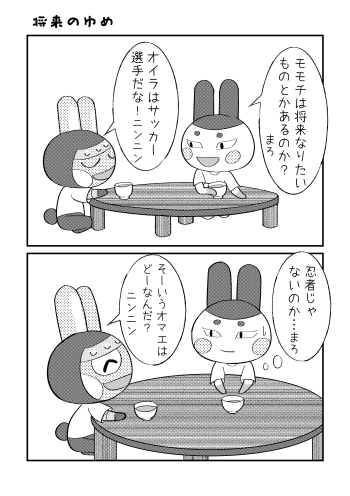 将来のゆめ
モモチは将来なりたい
ものとかあるのか？
まろ
オイラはサッカー
選手だな！ニンニン
忍者じゃ
ないのか…まろ
そーいうオマエは
どーなんだ？
ニンニン